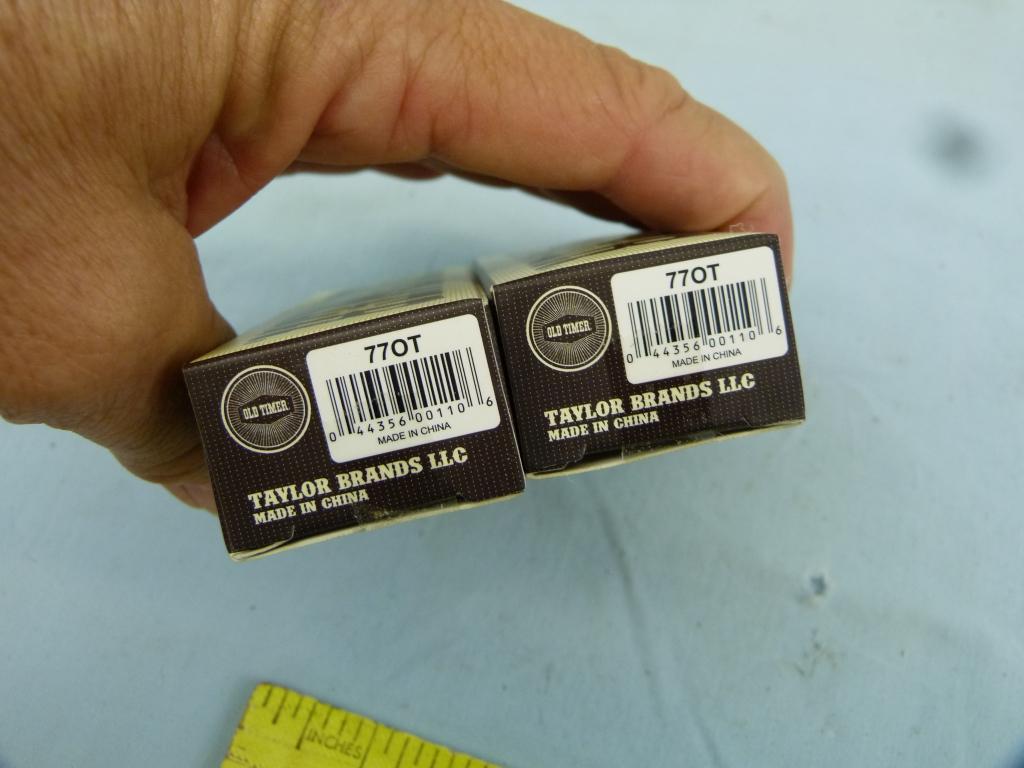 77OT
OLD TIMER
0 44356 00110 6
MADE IN CHINA
TAYLOR BRANDS LLC
MADE IN CHINA
77OT
OLD TIMER
0 44356 00110 6
MADE IN CHINA
TAYLOR BRANDS LLC
MADE IN CHINA
INCHES